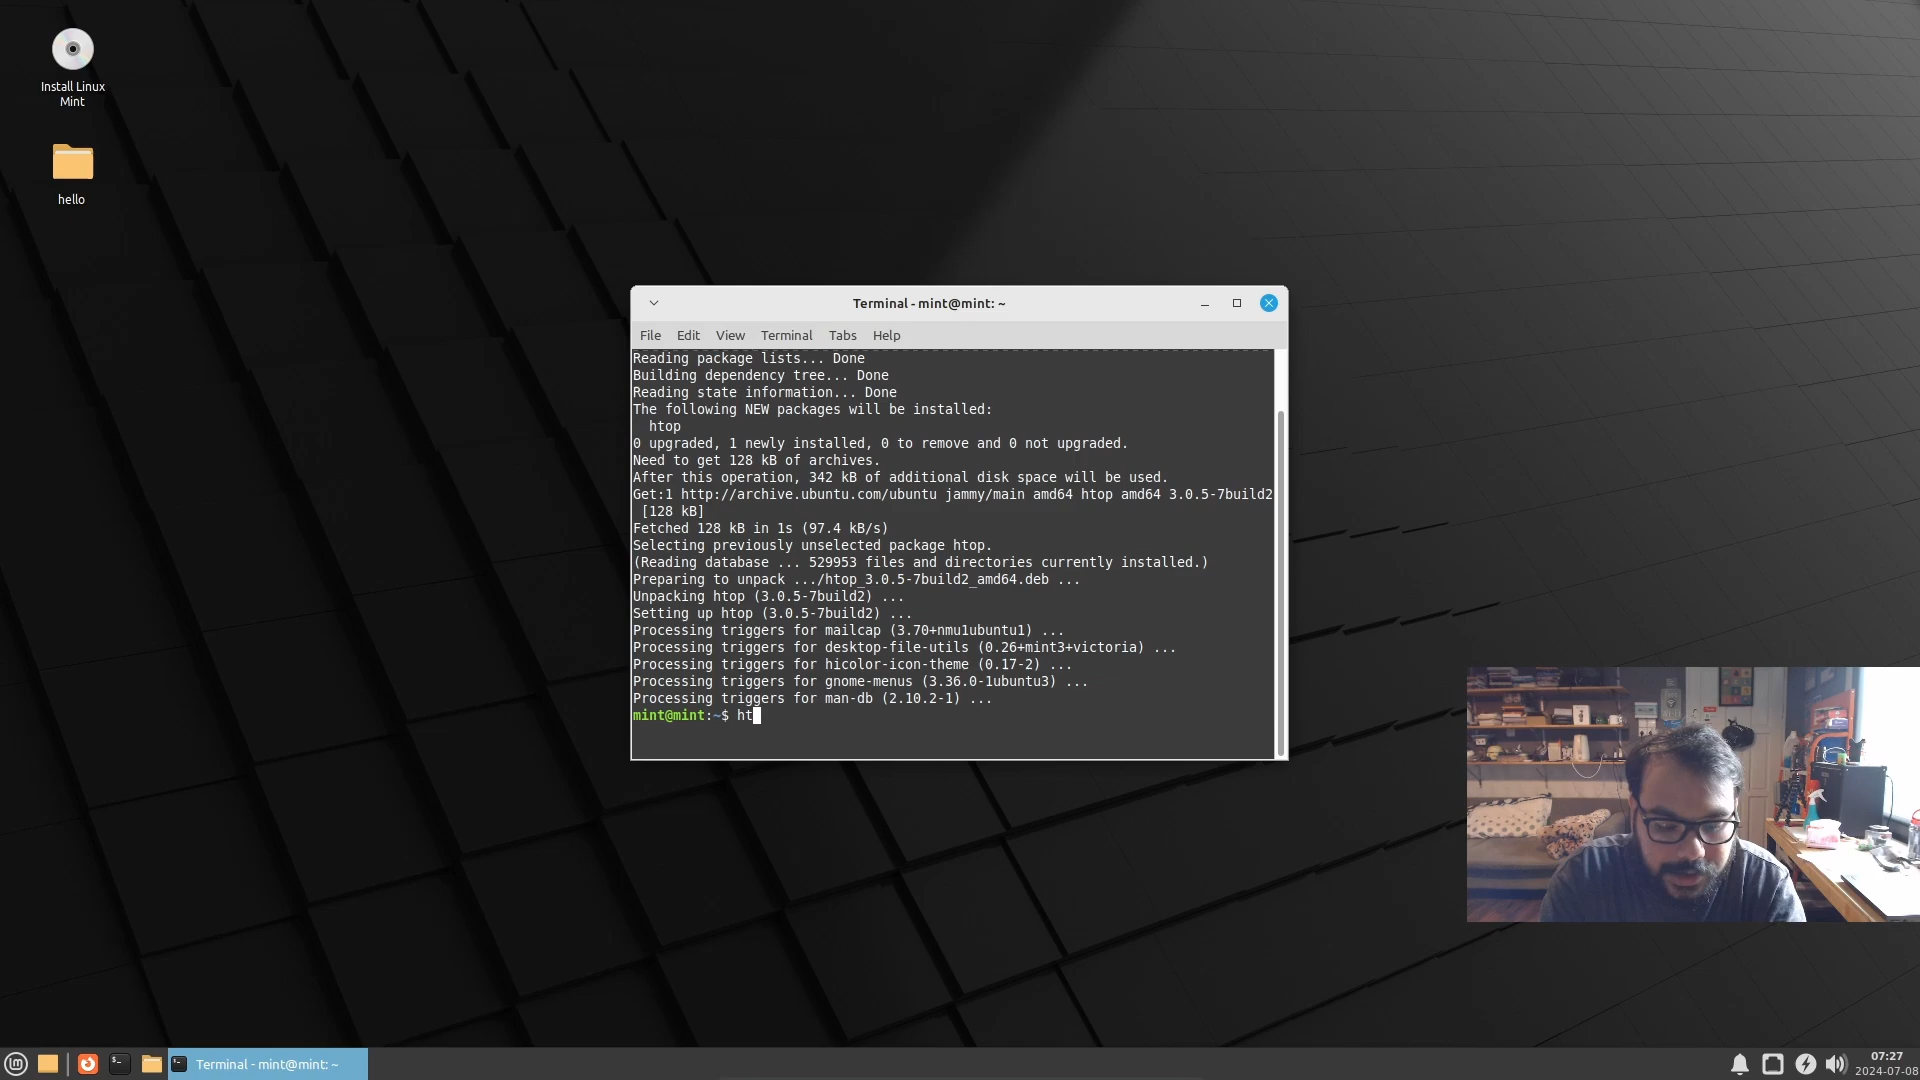 Install Linux
Mint
hello
Terminal - mint@mint: ~
File Edit View Terminal Tabs Help
Reading package lists... Done
Building dependency tree... Done
Reading state information... Done
The following NEW packages will be installed:
  htop
0 upgraded, 1 newly installed, 0 to remove and 0 not upgraded.
Need to get 128 kB of archives.
After this operation, 342 kB of additional disk space will be used.
Get:1 http://archive.ubuntu.com/ubuntu jammy/main amd64 htop amd64 3.0.5-7build2
 [128 kB]
Fetched 128 kB in 1s (97.4 kB/s)
Selecting previously unselected package htop.
(Reading database ... 529953 files and directories currently installed.)
Preparing to unpack .../htop_3.0.5-7build2_amd64.deb ...
Unpacking htop (3.0.5-7build2) ...
Setting up htop (3.0.5-7build2) ...
Processing triggers for mailcap (3.70+nmu1ubuntu1) ...
Processing triggers for desktop-file-utils (0.26+mint3+victoria) ...
Processing triggers for hicolor-icon-theme (0.17-2) ...
Processing triggers for gnome-menus (3.36.0-1ubuntu3) ...
Processing triggers for man-db (2.10.2-1) ...
mint@mint:~$ ht
Terminal - mint@mint: ~
07:27
2024-07-08